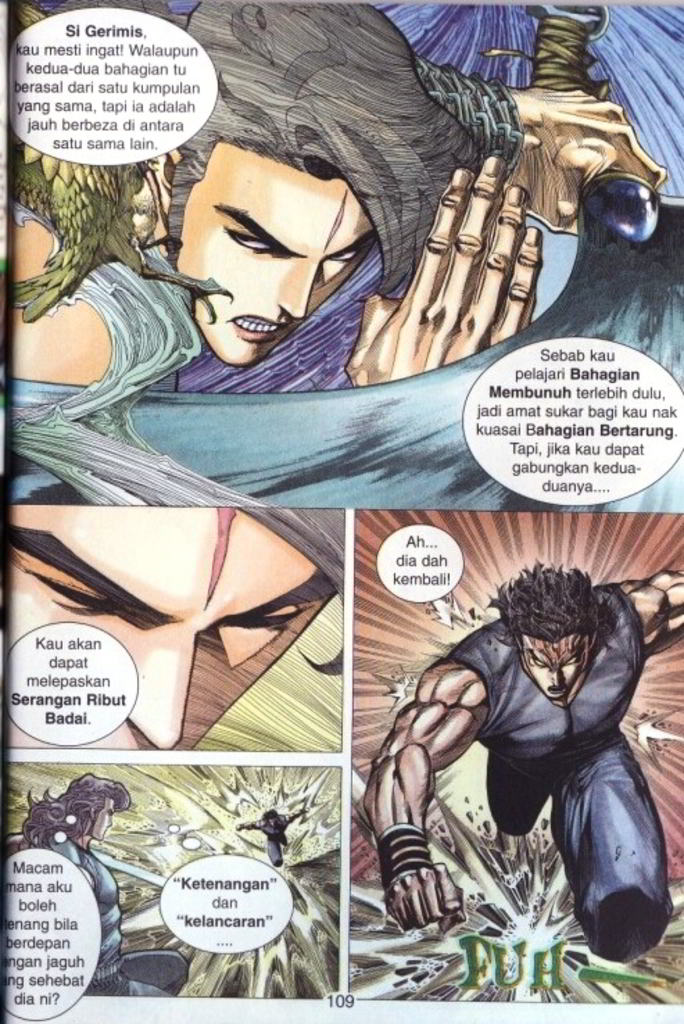 Si Gerimis,
kau mesti ingat! Walaupun
kedua-dua bahagian tu
berasal dari satu kumpulan
yang sama, tapi ia adalah
jauh berbeza di antara
satu sama lain.
Sebab kau
pelajari Bahagian
Membunuh terlebih dulu,
jadi amat sukar bagi kau nak
kuasai Bahagian Bertarung.
Tapi, jika kau dapat
gabungkan kedua-
duanya....
Kau akan
dapat
melepaskan
Serangan Ribut
Badai.
Ah...
dia dah
kembali!
"Ketenangan"
dan
"kelancaran"
....
Macam
mana aku
boleh
tenang bila
berdepan
jaguh
sehebat
dia ni?
FUH
109